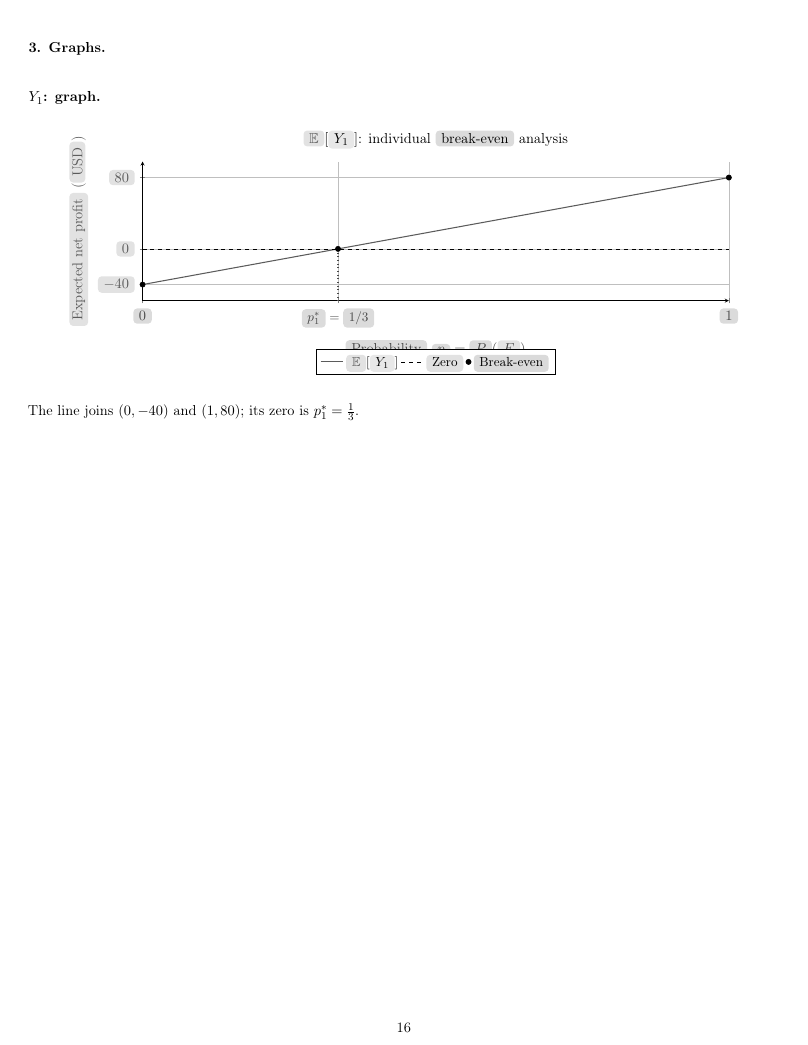 3. Graphs.
Y₁: graph.
𝔼[Y₁]: individual break-even analysis
Expected net profit (USD)
80
0
−40
0
p₁* = 1/3
1
Probability p = P(E)
𝔼[Y₁] Zero Break-even
The line joins (0, −40) and (1, 80); its zero is p₁* = 1/3.
16